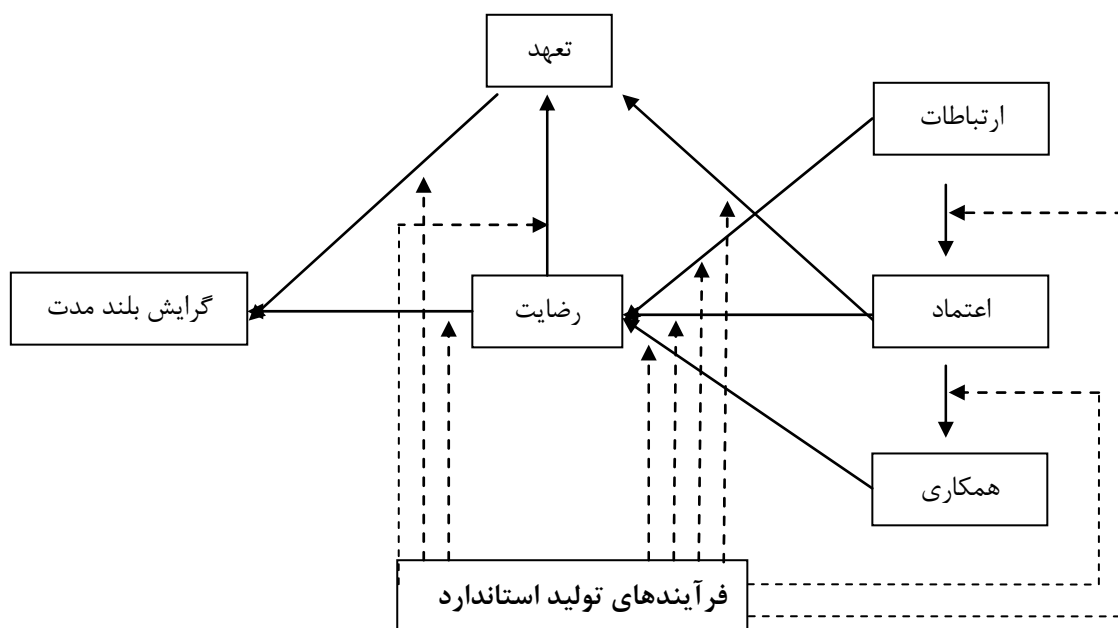 تعهد
ارتباطات
اعتماد
رضایت
گرایش بلند مدت
همکاری
فرآیندهای تولید استاندارد